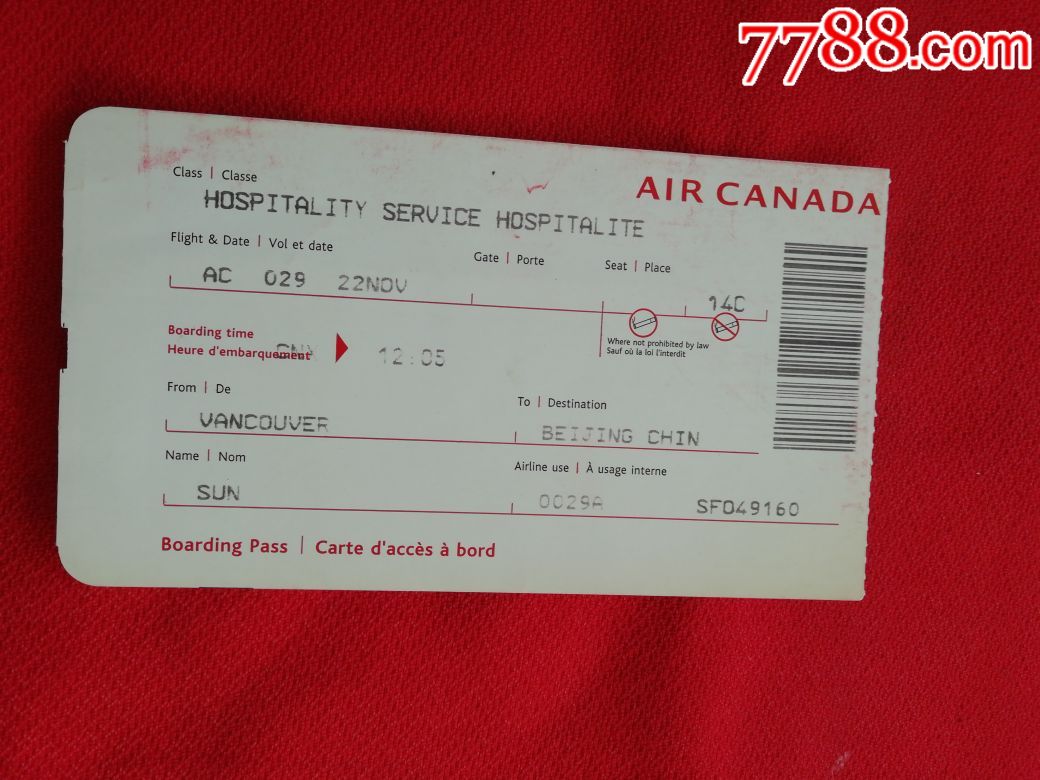 7788.com
AIR CANADA
Class | Classe
HOSPITALITY SERVICE HOSPITALITE
Flight & Date | Vol et date
Gate | Porte
Seat | Place
AC 029 22NOV
14C
Where not prohibited by law
Sauf où la loi l'interdit
Boarding time
Heure d'embarquement
12:05
From | De
To | Destination
VANCOUVER
BEIJING CHIN
Name | Nom
Airline use | À usage interne
SUN
0029A SF049160
Boarding Pass | Carte d'accès à bord